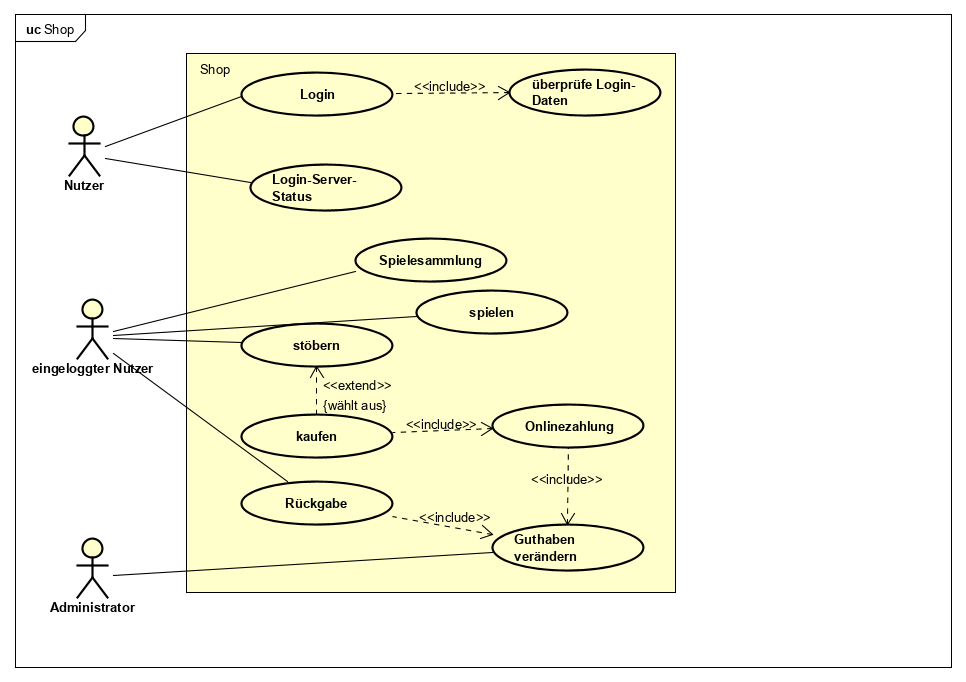 uc Shop
Shop
Login
<<include>>
überprüfe Login-
Daten
Nutzer
Login-Server-
Status
Spielesammlung
spielen
stöbern
eingeloggter Nutzer
<<extend>>
{wählt aus}
kaufen
<<include>>
Onlinezahlung
<<include>>
Rückgabe
<<include>>
Guthaben
verändern
Administrator